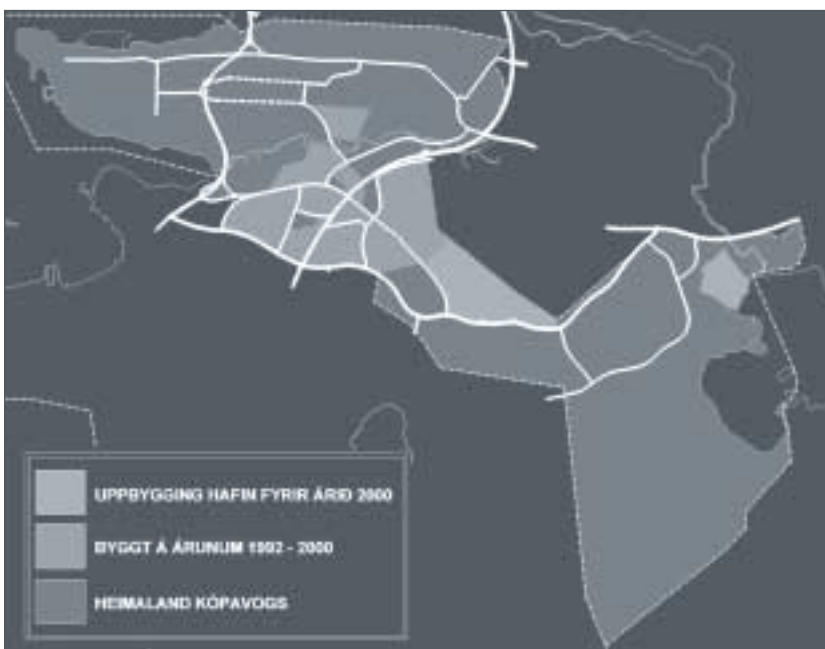 UPPBYGGING HAFIN FYRIR ÁRIÐ 2000
BYGGT Á ÁRUNUM 1992 - 2000
HEIMALAND KÓPAVOGS